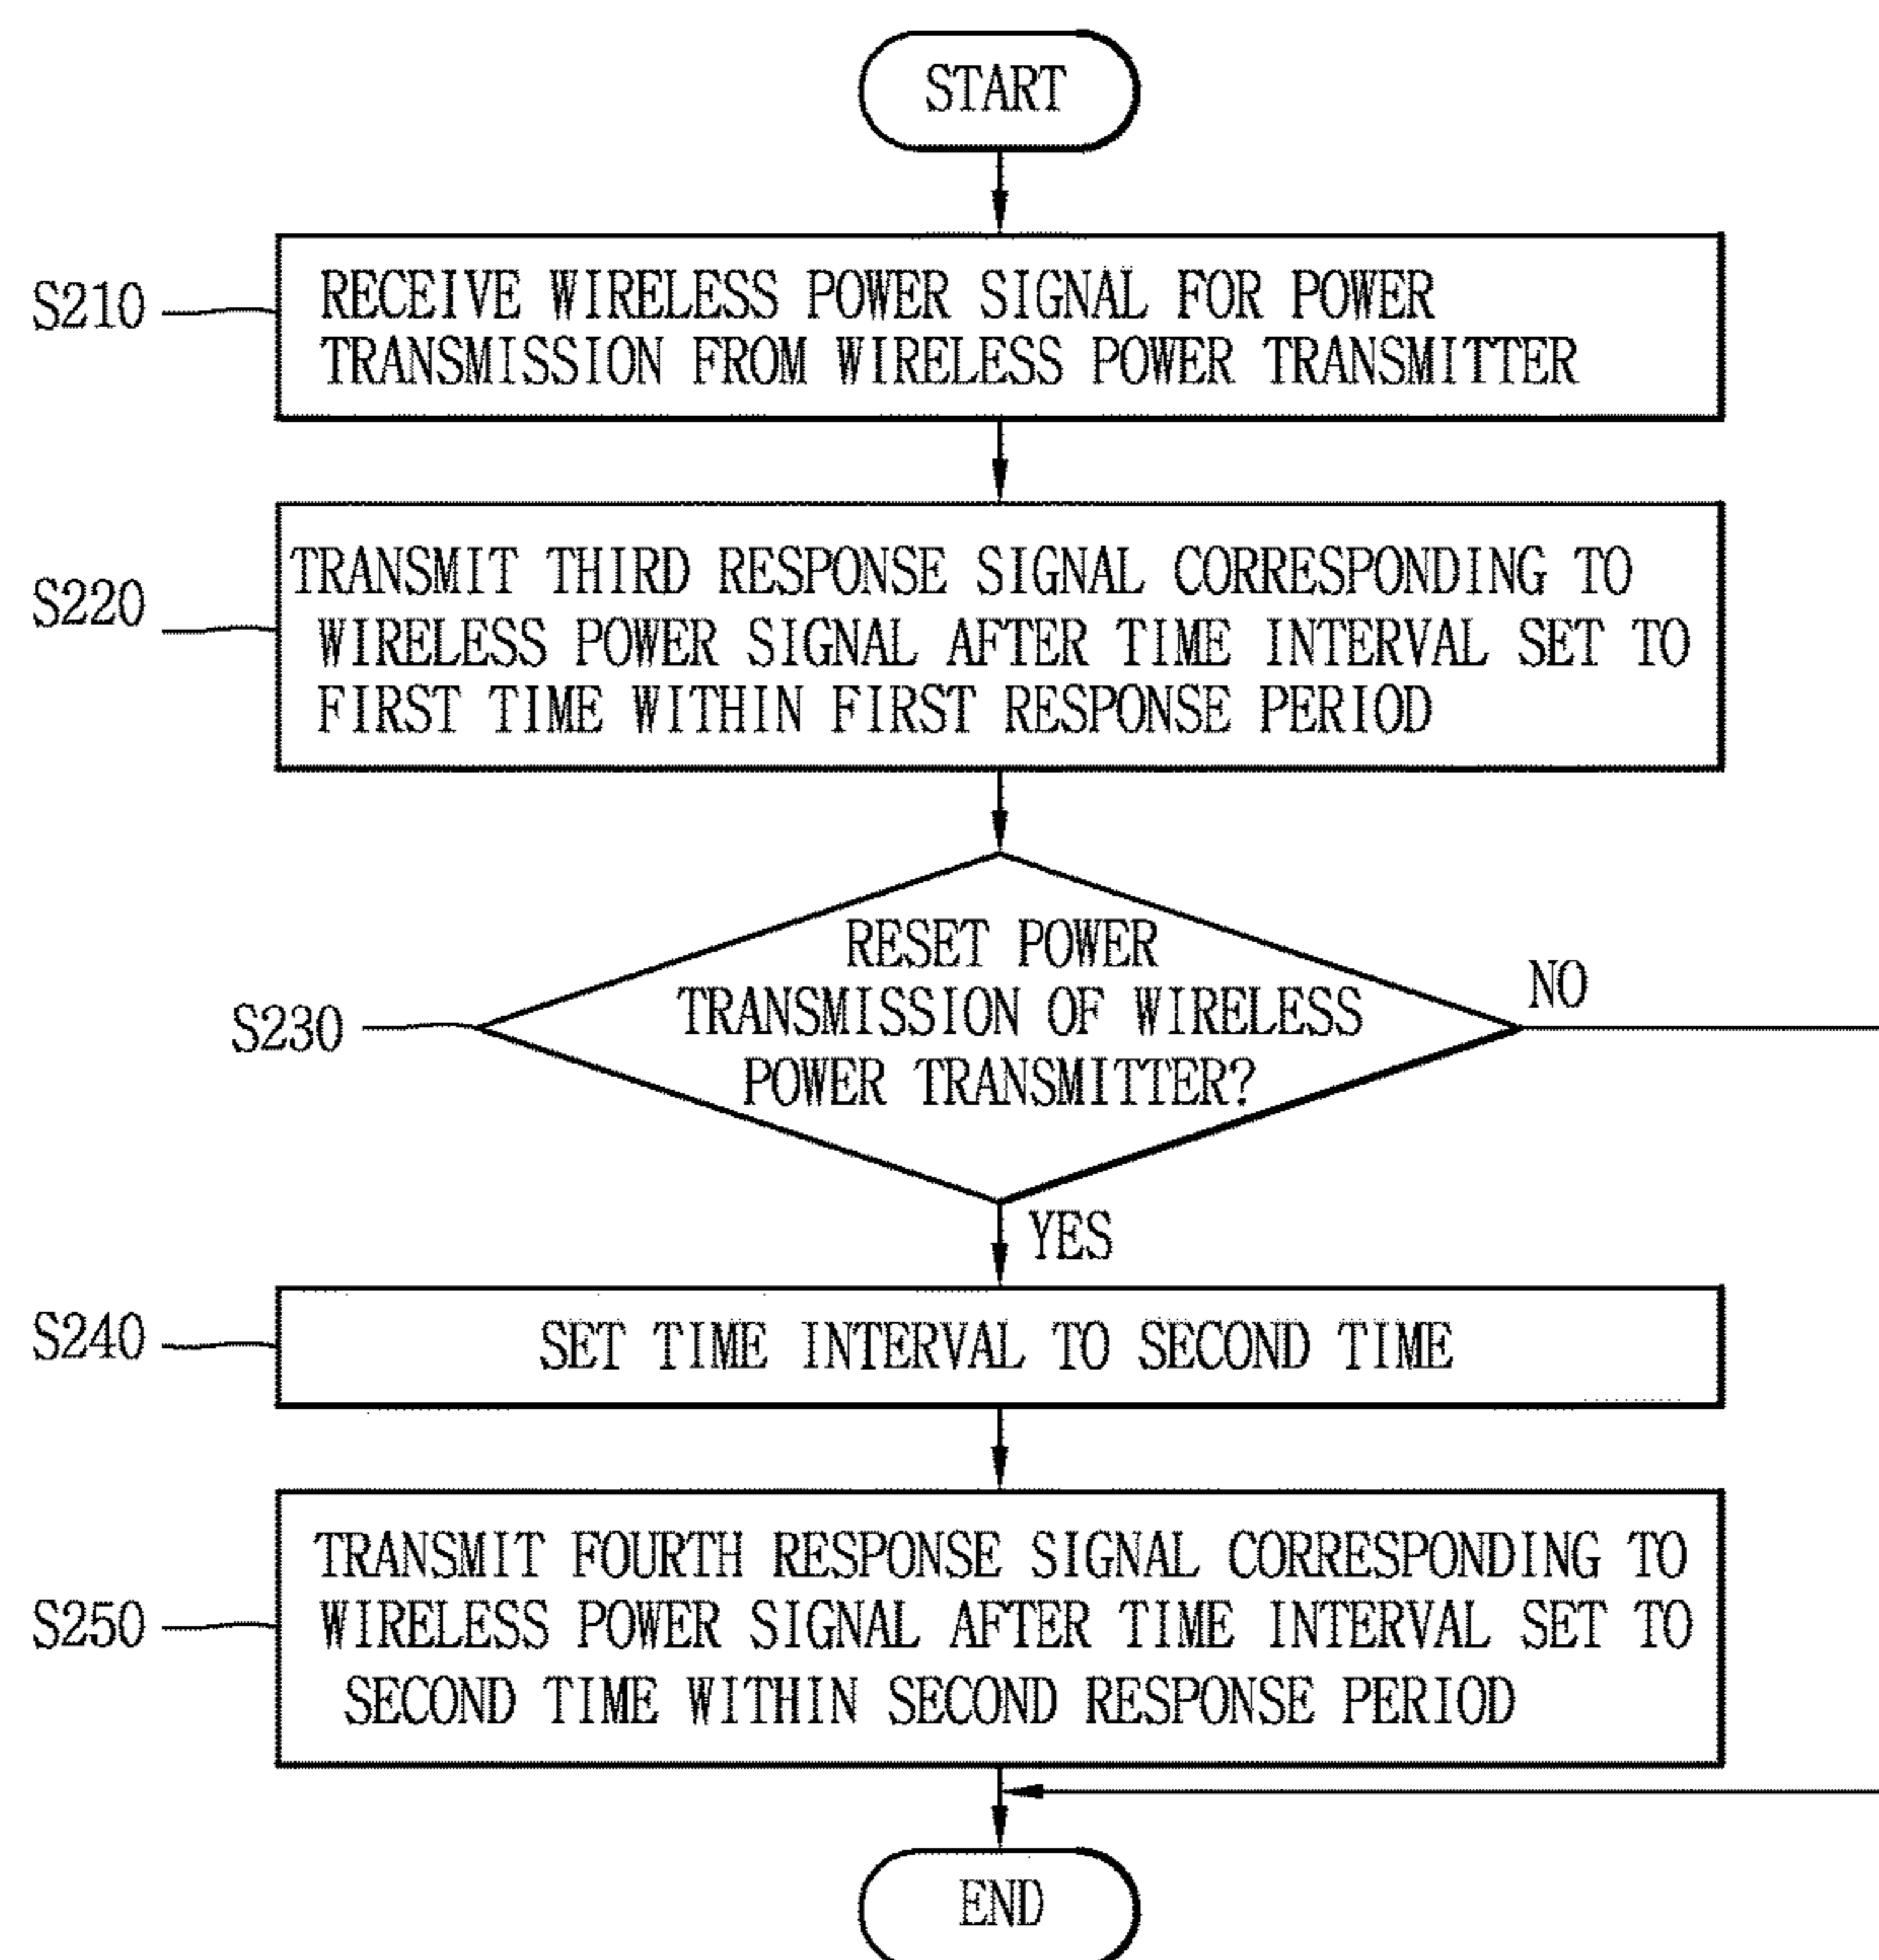 START
S210
RECEIVE WIRELESS POWER SIGNAL FOR POWER
TRANSMISSION FROM WIRELESS POWER TRANSMITTER
S220
TRANSMIT THIRD RESPONSE SIGNAL CORRESPONDING TO
WIRELESS POWER SIGNAL AFTER TIME INTERVAL SET TO
FIRST TIME WITHIN FIRST RESPONSE PERIOD
S230
RESET POWER
TRANSMISSION OF WIRELESS
POWER TRANSMITTER?
NO
YES
S240
SET TIME INTERVAL TO SECOND TIME
S250
TRANSMIT FOURTH RESPONSE SIGNAL CORRESPONDING TO
WIRELESS POWER SIGNAL AFTER TIME INTERVAL SET TO
SECOND TIME WITHIN SECOND RESPONSE PERIOD
END